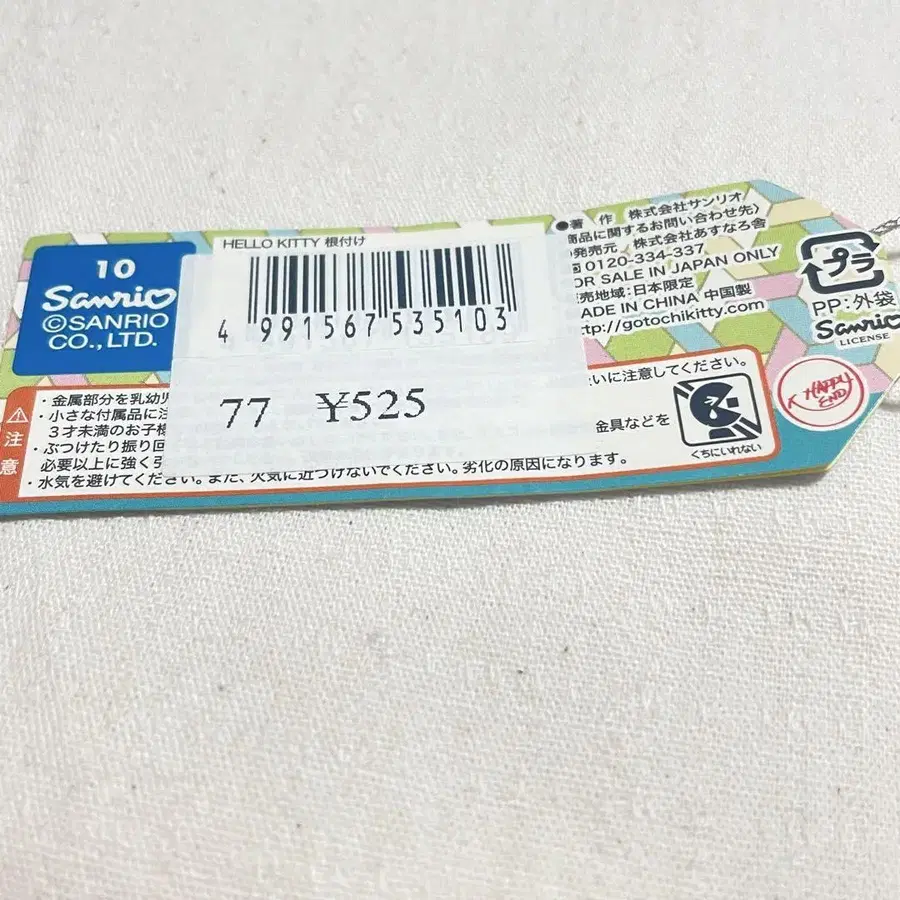 10
Sanrio
©SANRIO
CO., LTD.
HELLO KITTY 根付け
4 991567 535103
77 ¥525
●著 作 株式会社サンリオ
商品に関するお問い合わせ先〉
発売元 株式会社あすなろ舎
0120-334-337
FOR SALE IN JAPAN ONLY
売地域:日本限定
MADE IN CHINA 中国製
http://gotochikitty.com
プラ
PP:外袋
Sanrio
LICENSE
HAPPY
END
注
意
・金属部分を乳幼児
いに注意してください。
・小さな付属品に注
3才未満のお子様
・ぶつけたり振り回
金具などを
必要以上に強く引
・水気を避けてください。また、火気に近づけないでください。劣化の原因になります。
くちにいれない